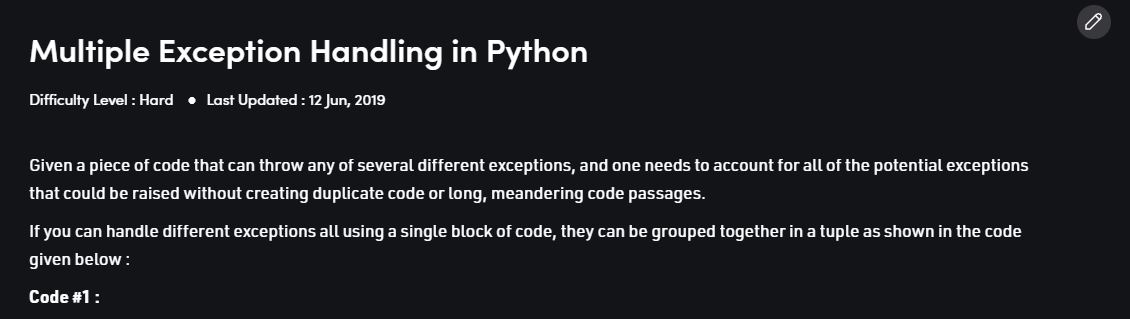 Multiple Exception Handling in Python
Difficulty Level : Hard ● Last Updated : 12 Jun, 2019
Given a piece of code that can throw any of several different exceptions, and one needs to account for all of the potential exceptions
that could be raised without creating duplicate code or long, meandering code passages.
If you can handle different exceptions all using a single block of code, they can be grouped together in a tuple as shown in the code
given below :
Code #1 :